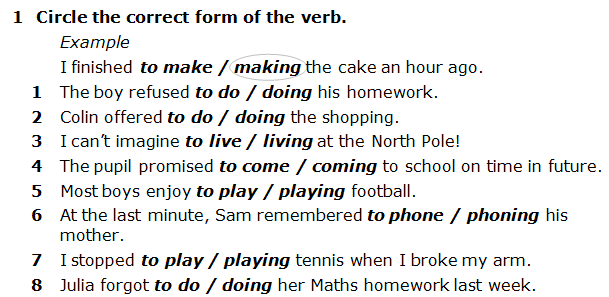 1 Circle the correct form of the verb.
Example
I finished to make / making the cake an hour ago.
1 The boy refused to do / doing his homework.
2 Colin offered to do / doing the shopping.
3 I can’t imagine to live / living at the North Pole!
4 The pupil promised to come / coming to school on time in future.
5 Most boys enjoy to play / playing football.
6 At the last minute, Sam remembered to phone / phoning his
mother.
7 I stopped to play / playing tennis when I broke my arm.
8 Julia forgot to do / doing her Maths homework last week.